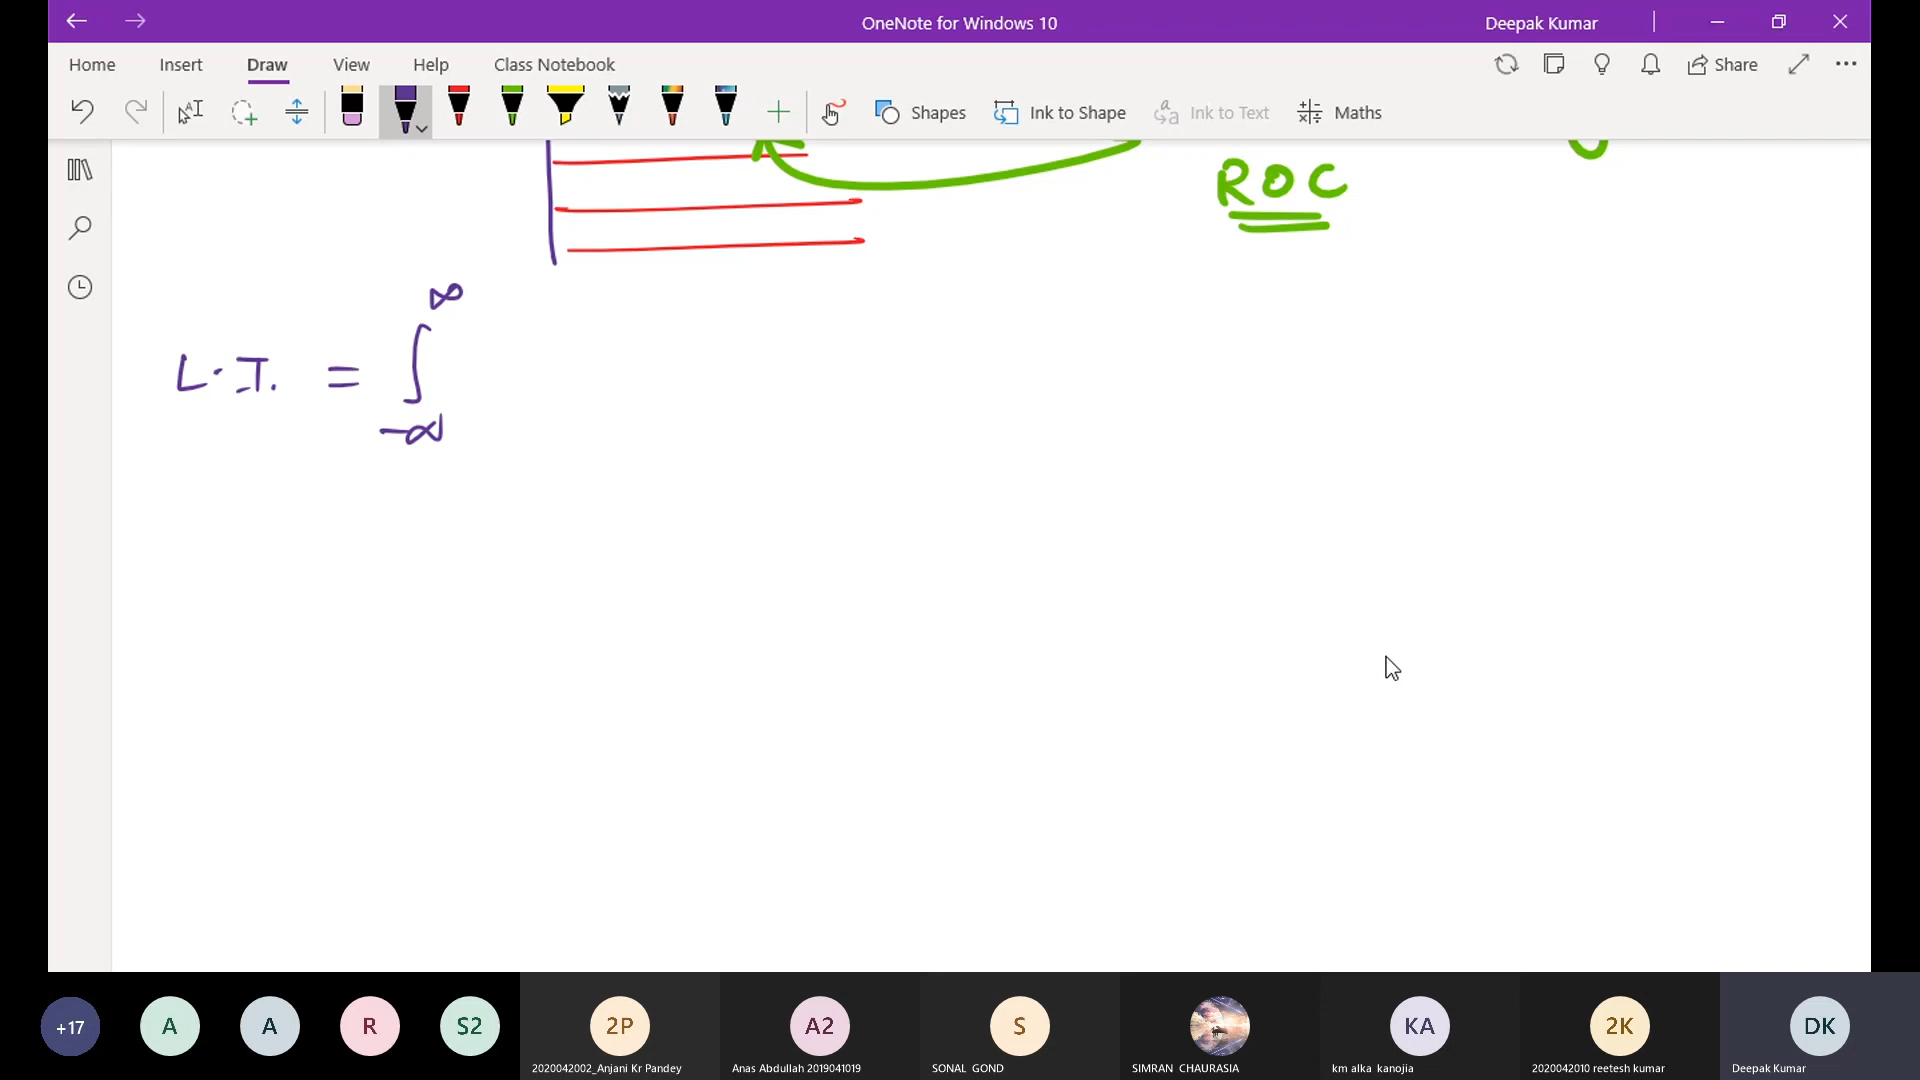 OneNote for Windows 10
Deepak Kumar
Home Insert Draw View Help Class Notebook
Share
Shapes Ink to Shape Ink to Text Maths
ROC
∞
L.I. = ∫
-∞
+17 A A R S2 2P A2 S KA 2K DK
2020042002_Anjani Kr Pandey Anas Abdullah 2019041019 SONAL GOND SIMRAN CHAURASIA km alka kanojia 2020042010 reetesh kumar Deepak Kumar